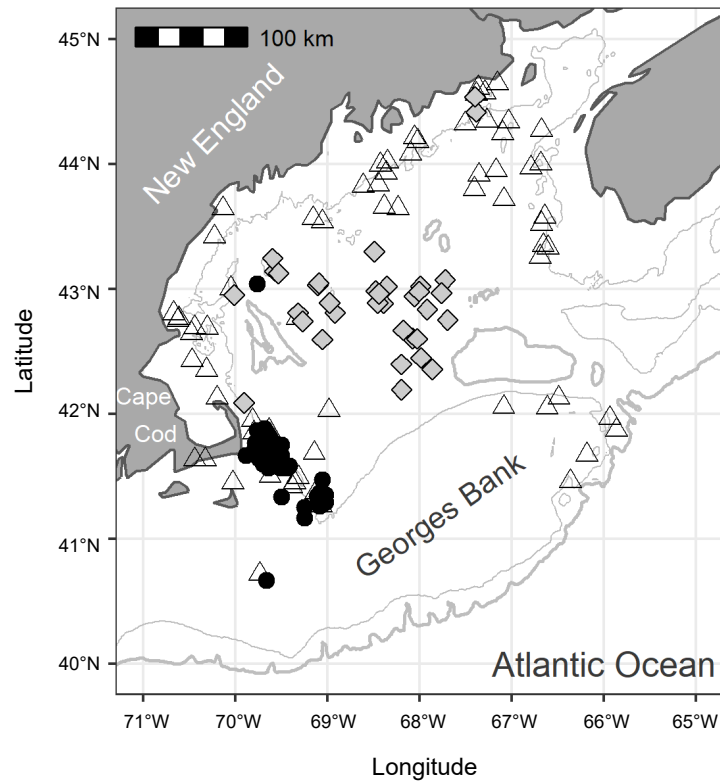 45°N
100 km
New England
44°N
43°N
Latitude
42°N
Cape
Cod
41°N
Georges Bank
40°N
Atlantic Ocean
71°W
70°W
69°W
68°W
67°W
66°W
65°W
Longitude